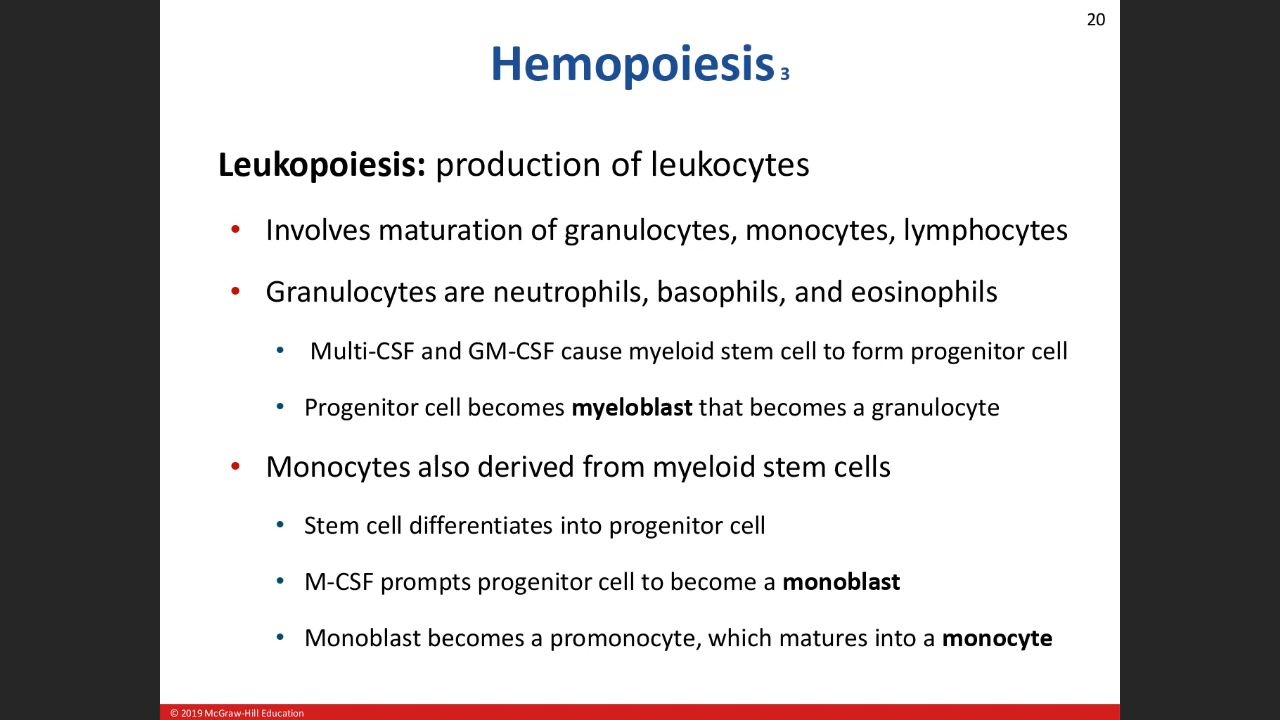 20
Hemopoiesis 3
Leukopoiesis: production of leukocytes
• Involves maturation of granulocytes, monocytes, lymphocytes
• Granulocytes are neutrophils, basophils, and eosinophils
• Multi-CSF and GM-CSF cause myeloid stem cell to form progenitor cell
• Progenitor cell becomes myeloblast that becomes a granulocyte
• Monocytes also derived from myeloid stem cells
• Stem cell differentiates into progenitor cell
• M-CSF prompts progenitor cell to become a monoblast
• Monoblast becomes a promonocyte, which matures into a monocyte
© 2019 McGraw-Hill Education